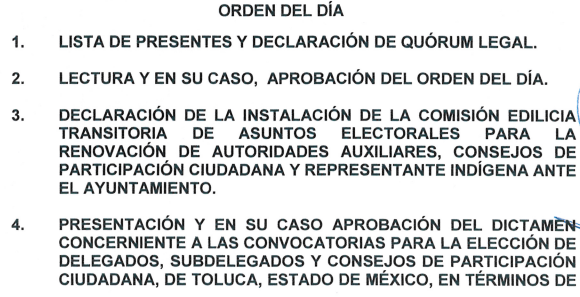 ORDEN DEL DÍA
1. LISTA DE PRESENTES Y DECLARACIÓN DE QUÓRUM LEGAL.
2. LECTURA Y EN SU CASO, APROBACIÓN DEL ORDEN DEL DÍA.
3. DECLARACIÓN DE LA INSTALACIÓN DE LA COMISIÓN EDILICIA
TRANSITORIA DE ASUNTOS ELECTORALES PARA LA
RENOVACIÓN DE AUTORIDADES AUXILIARES, CONSEJOS DE
PARTICIPACIÓN CIUDADANA Y REPRESENTANTE INDÍGENA ANTE
EL AYUNTAMIENTO.
4. PRESENTACIÓN Y EN SU CASO APROBACIÓN DEL DICTAMEN
CONCERNIENTE A LAS CONVOCATORIAS PARA LA ELECCIÓN DE
DELEGADOS, SUBDELEGADOS Y CONSEJOS DE PARTICIPACIÓN
CIUDADANA, DE TOLUCA, ESTADO DE MÉXICO, EN TÉRMINOS DE